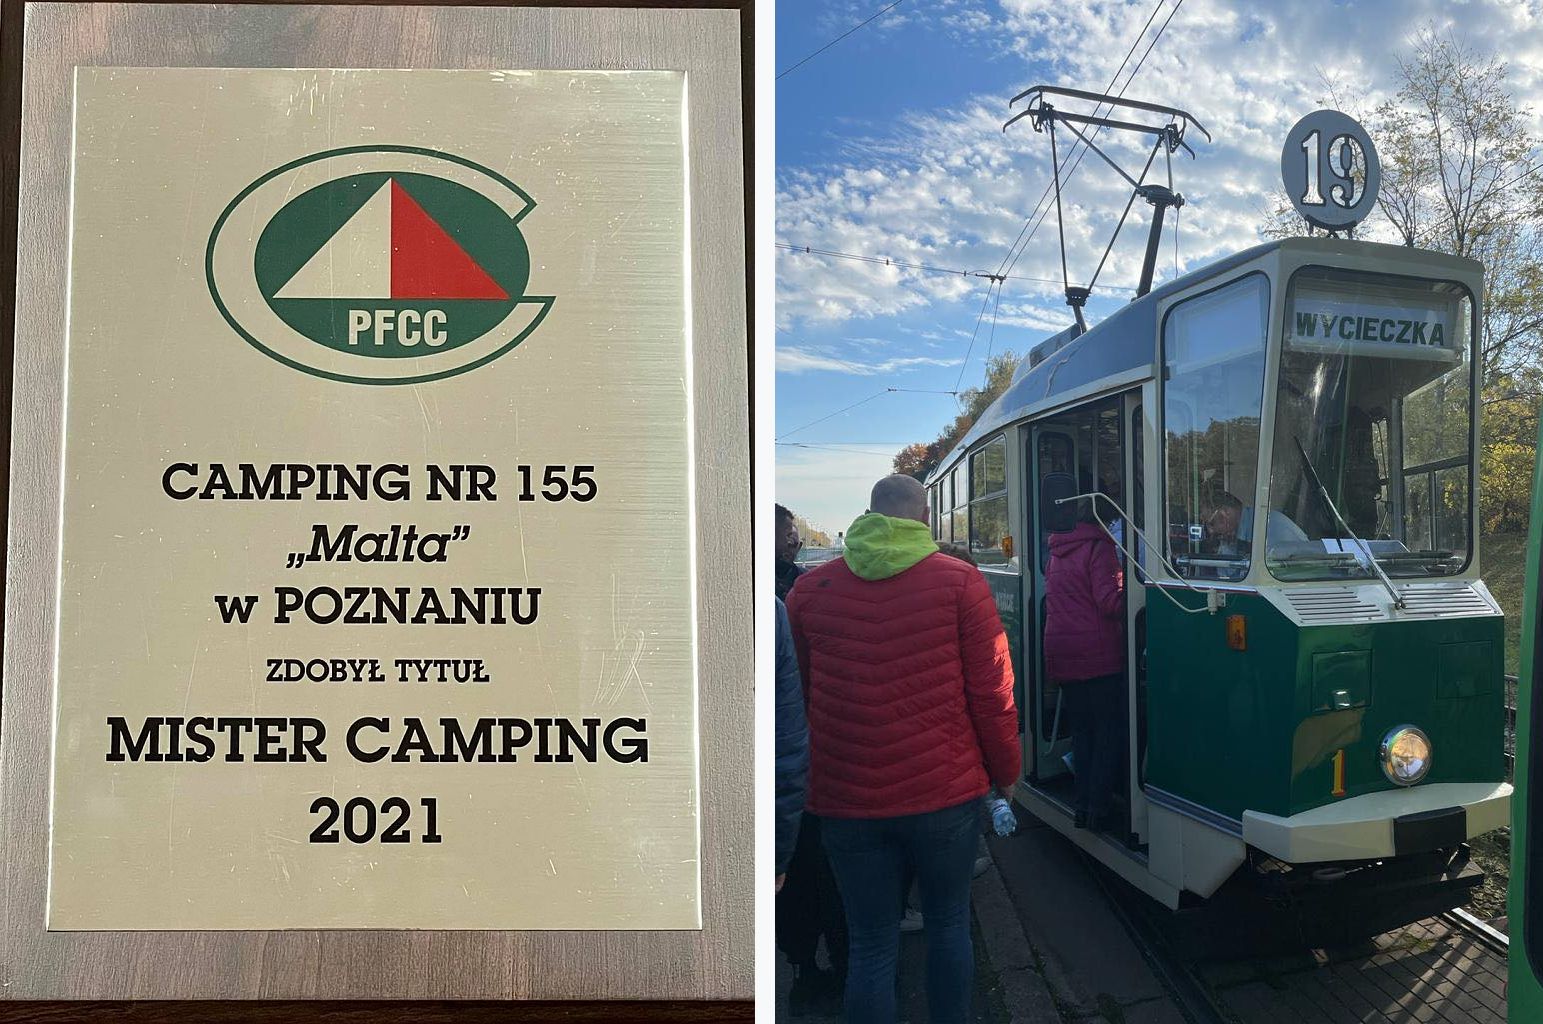 PFCC
CAMPING NR 155
„Malta”
w POZNANIU
ZDOBYŁ TYTUŁ
MISTER CAMPING
2021
19
WYCIECZKA
1